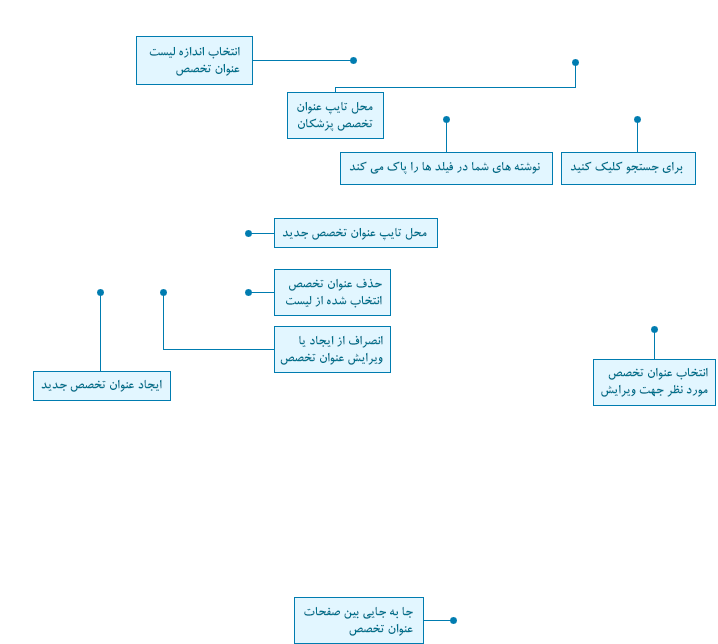 انتخاب اندازه لیست
عنوان تخصص
محل تایپ عنوان
تخصص پزشکان
برای جستجو کلیک کنید
نوشته های شما در فیلد ها را پاک می کند
محل تایپ عنوان تخصص جدید
حذف عنوان تخصص
انتخاب شده از لیست
انصراف از ایجاد یا
ویرایش عنوان تخصص
انتخاب عنوان تخصص
مورد نظر جهت ویرایش
ایجاد عنوان تخصص جدید
جا به جایی بین صفحات
عنوان تخصص